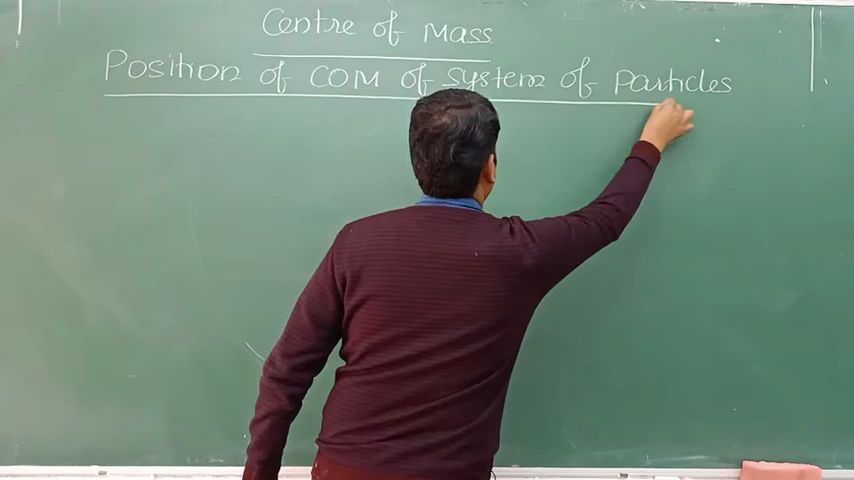 Centre of Mass
Position of COM of System of Particles